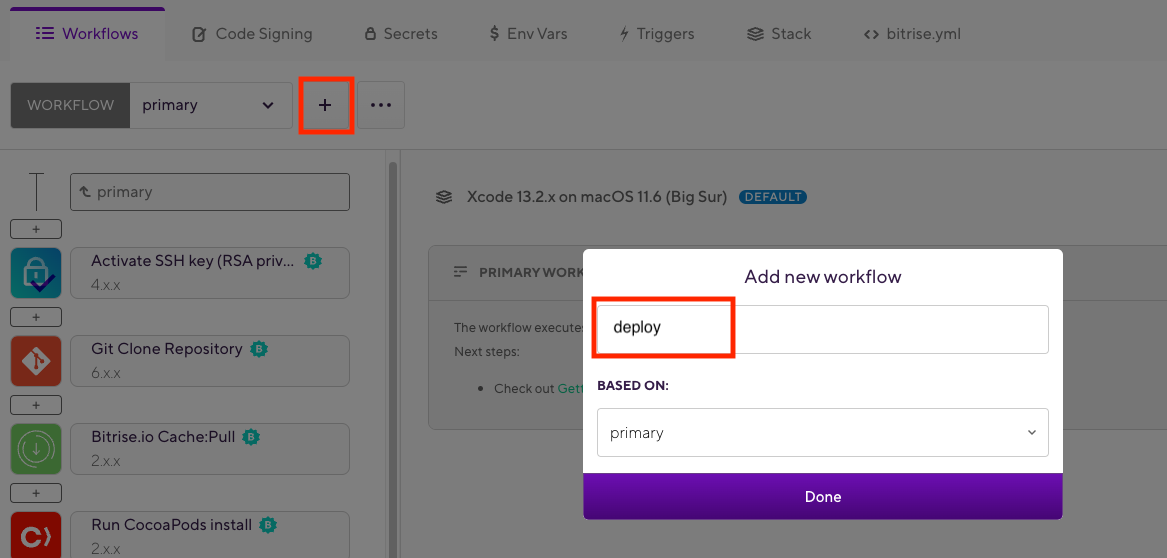 Workflows Code Signing Secrets $ Env Vars Triggers Stack <> bitrise.yml
WORKFLOW primary + ...
primary
Xcode 13.2.x on macOS 11.6 (Big Sur) DEFAULT
+
Activate SSH key (RSA priv... B
4.x.x
+
Git Clone Repository B
6.x.x
+
Bitrise.io Cache:Pull B
2.x.x
+
Run CocoaPods install B
2.x.x
PRIMARY WORK
The workflow executes
Next steps:
• Check out Gett
Add new workflow
deploy
BASED ON:
primary
Done